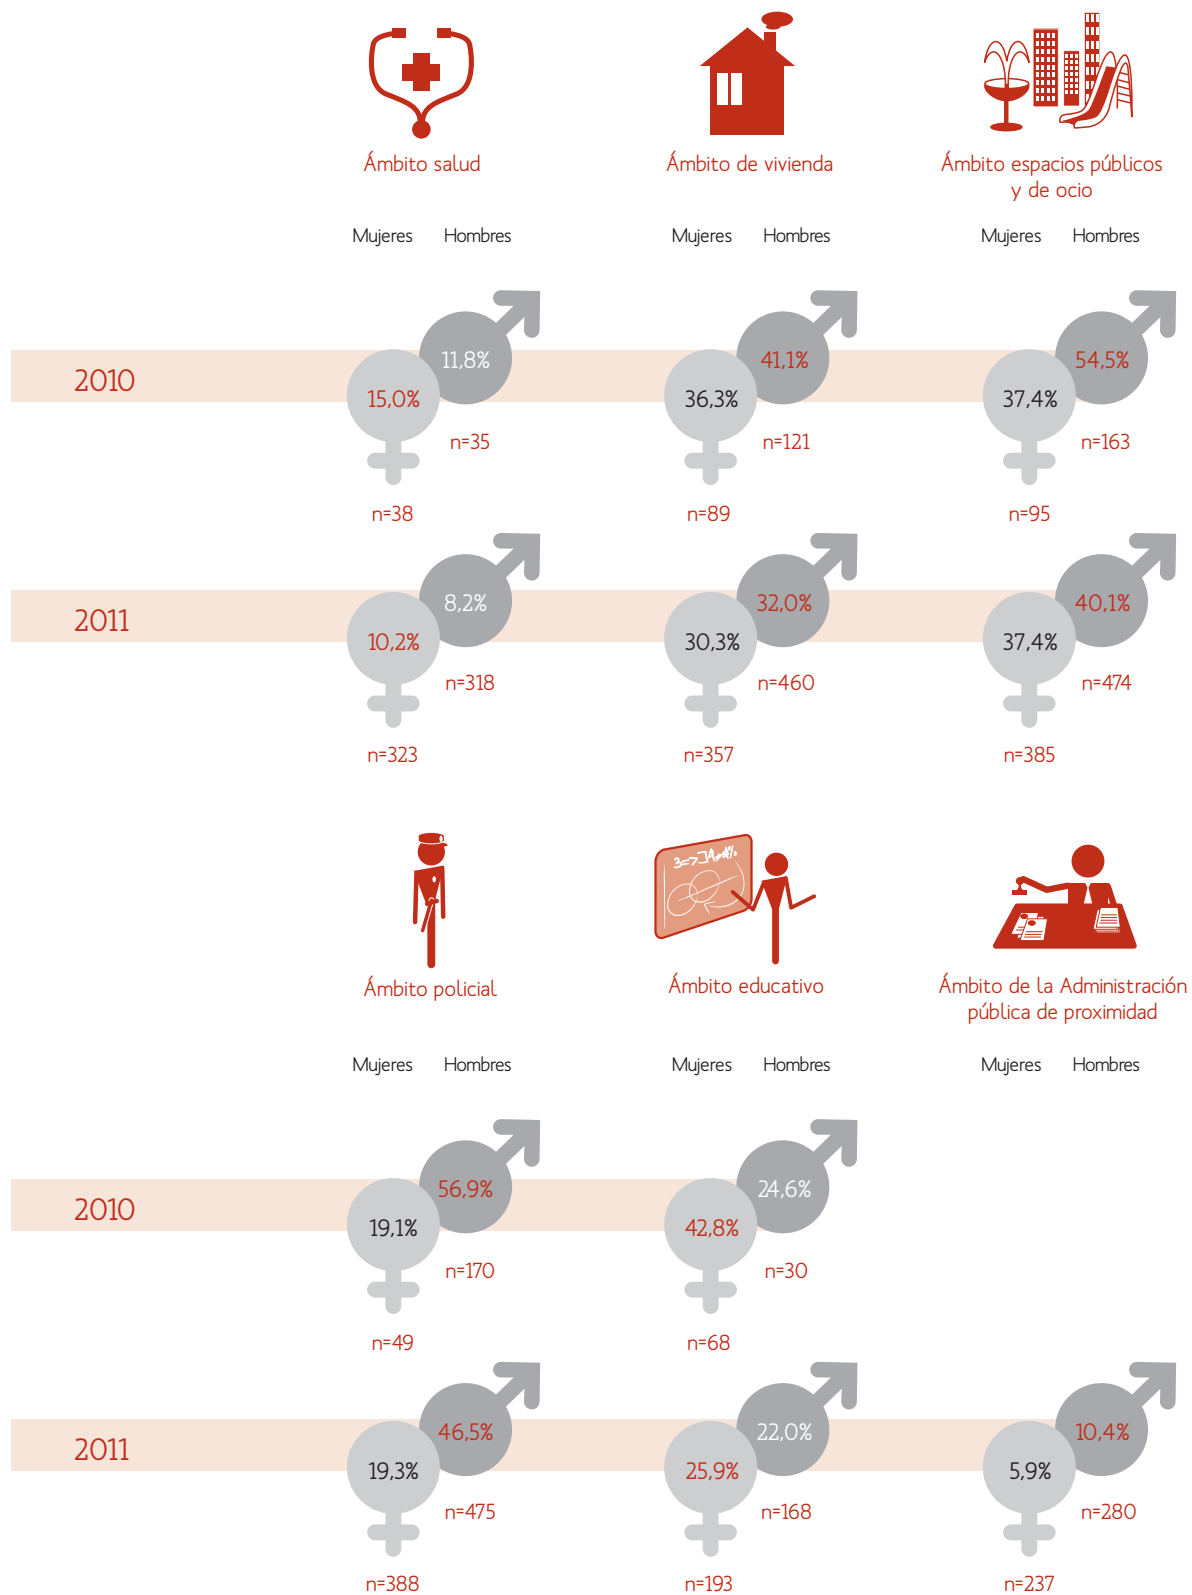 Ámbito salud
Ámbito de vivienda
Ámbito espacios públicos
y de ocio
Mujeres Hombres
Mujeres Hombres
Mujeres Hombres
2010
11,8%
15,0%
n=35
n=38
41,1%
36,3%
n=121
n=89
54,5%
37,4%
n=163
n=95
2011
8,2%
10,2%
n=318
n=323
32,0%
30,3%
n=460
n=357
40,1%
37,4%
n=474
n=385
Ámbito policial
Ámbito educativo
Ámbito de la Administración
pública de proximidad
Mujeres Hombres
Mujeres Hombres
Mujeres Hombres
2010
56,9%
19,1%
n=170
n=49
24,6%
42,8%
n=30
n=68
2011
46,5%
19,3%
n=475
n=388
22,0%
25,9%
n=168
n=193
10,4%
5,9%
n=280
n=237